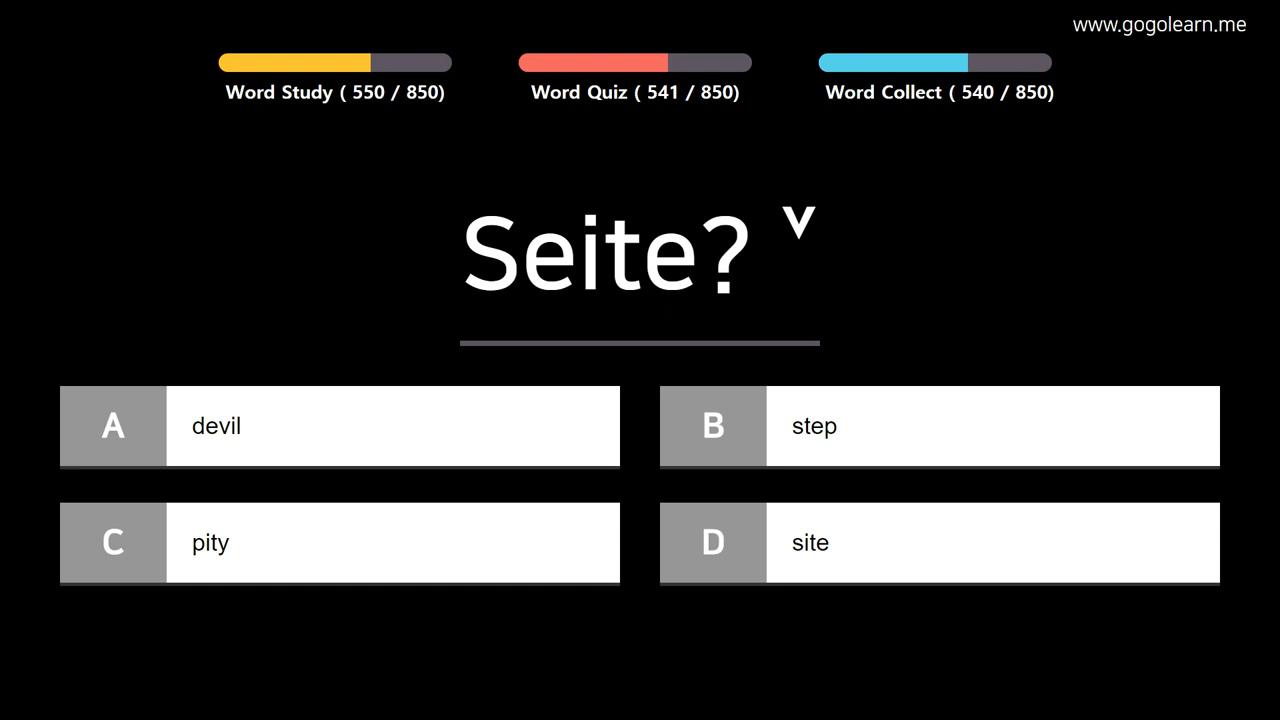 www.gogolearn.me
Word Study ( 550 / 850)
Word Quiz ( 541 / 850)
Word Collect ( 540 / 850)
Seite? ˅
A devil
B step
C pity
D site